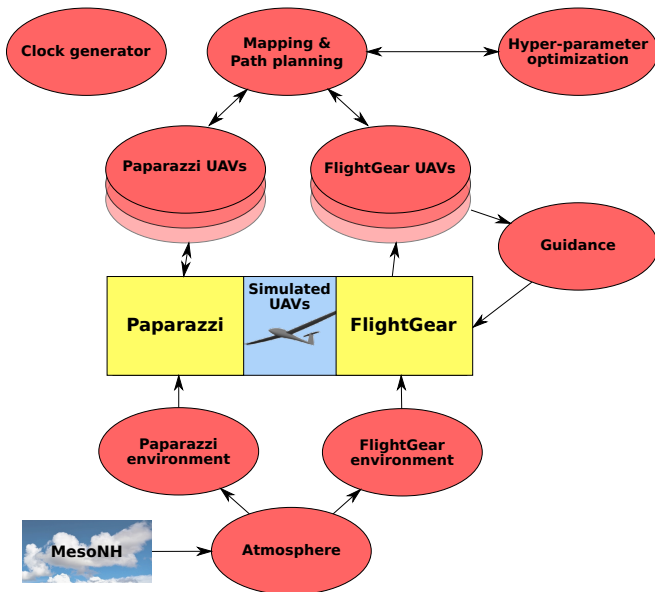 Clock generator
Mapping &
Path planning
Hyper-parameter
optimization
Paparazzi UAVs
FlightGear UAVs
Guidance
Simulated
UAVs
Paparazzi
FlightGear
Paparazzi
environment
FlightGear
environment
MesoNH
Atmosphere